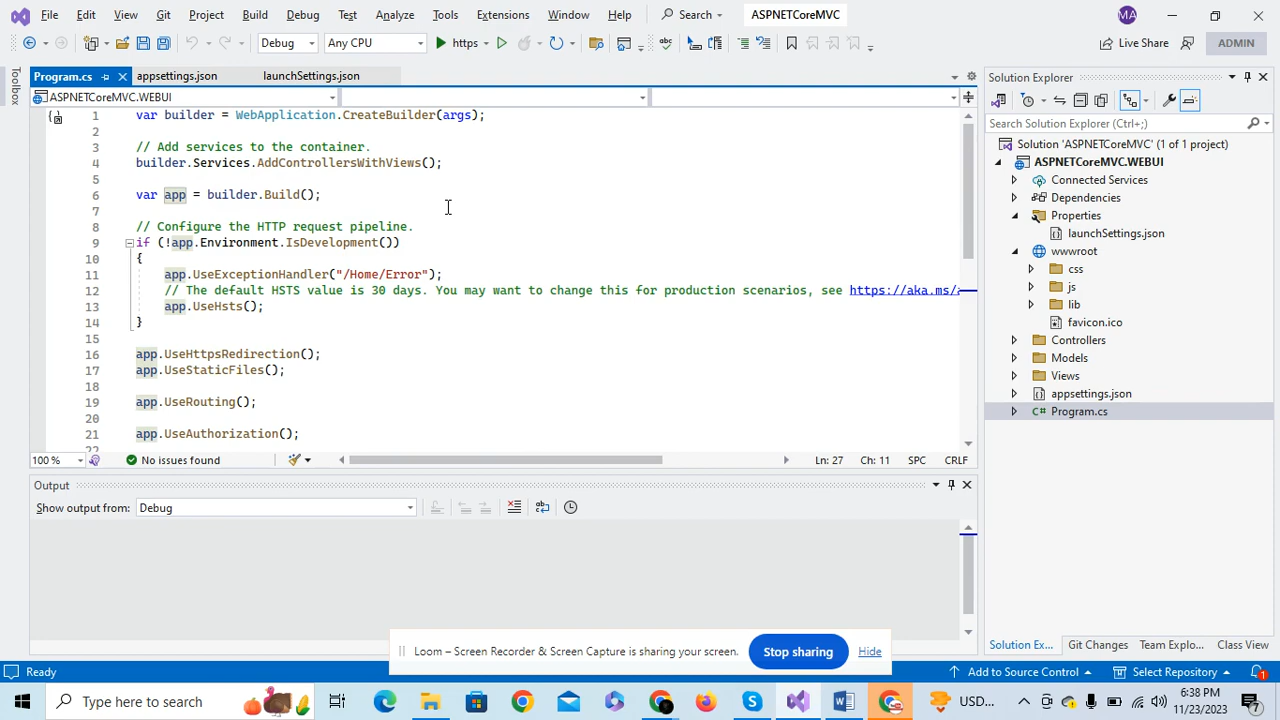 File Edit View Git Project Build Debug Test Analyze Tools Extensions Window Help Search ASPNETCoreMVC MA
Debug Any CPU https Live Share ADMIN
Toolbox
Program.cs appsettings.json launchSettings.json
ASPNETCoreMVC.WEBUI
1 var builder = WebApplication.CreateBuilder(args);
2
3 // Add services to the container.
4 builder.Services.AddControllersWithViews();
5
6 var app = builder.Build();
7
8 // Configure the HTTP request pipeline.
9 if (!app.Environment.IsDevelopment())
10 {
11 app.UseExceptionHandler("/Home/Error");
12 // The default HSTS value is 30 days. You may want to change this for production scenarios, see https://aka.ms/
13 app.UseHsts();
14 }
15
16 app.UseHttpsRedirection();
17 app.UseStaticFiles();
18
19 app.UseRouting();
20
21 app.UseAuthorization();
22
100 % No issues found Ln: 27 Ch: 11 SPC CRLF
Output
Show output from: Debug
Solution Explorer
Search Solution Explorer (Ctrl+;)
Solution 'ASPNETCoreMVC' (1 of 1 project)
ASPNETCoreMVC.WEBUI
Connected Services
Dependencies
Properties
launchSettings.json
wwwroot
css
js
lib
favicon.ico
Controllers
Models
Views
appsettings.json
C# Program.cs
Solution Ex... Git Changes Team Explo... Class View
Loom – Screen Recorder & Screen Capture is sharing your screen. Stop sharing Hide
Ready Add to Source Control Select Repository 1
Type here to search USD... 6:38 PM
11/23/2023 7